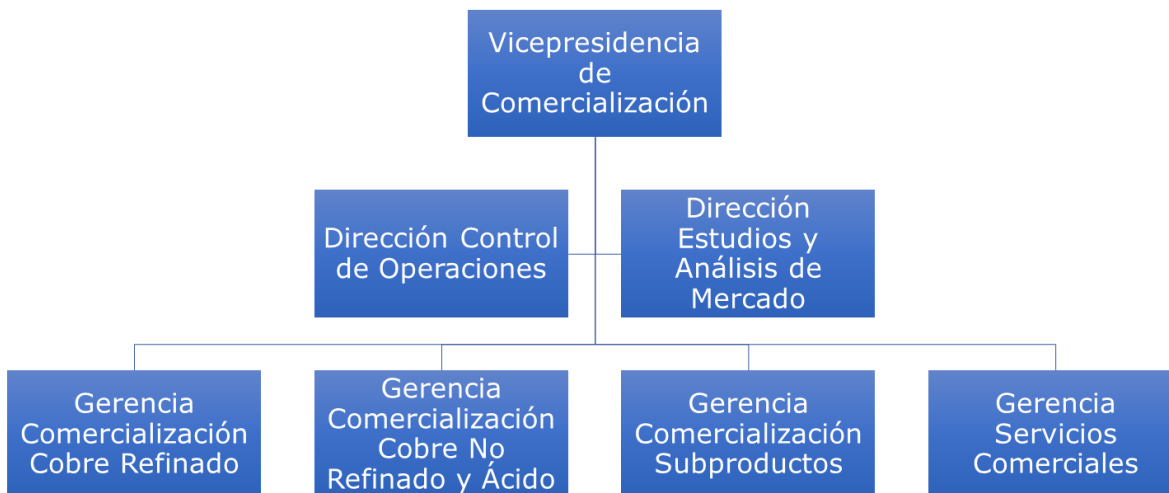 Vicepresidencia
de
Comercialización
Dirección Control
de Operaciones
Dirección
Estudios y
Análisis de
Mercado
Gerencia
Comercialización
Cobre Refinado
Gerencia
Comercialización
Cobre No
Refinado y Ácido
Gerencia
Comercialización
Subproductos
Gerencia
Servicios
Comerciales